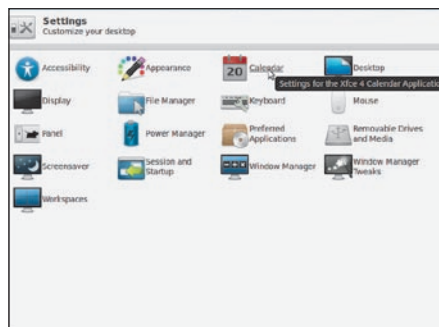 Settings
Customize your desktop
Accessibility
Appearance
20
Calendar
Desktop
Settings for the Xfce 4 Calendar Applicatio
Display
File Manager
Keyboard
Mouse
Panel
Power Manager
Preferred
Applications
Removable Drives
and Media
Screensaver
Session and
Startup
Window Manager
Window Manager
Tweaks
Workspaces